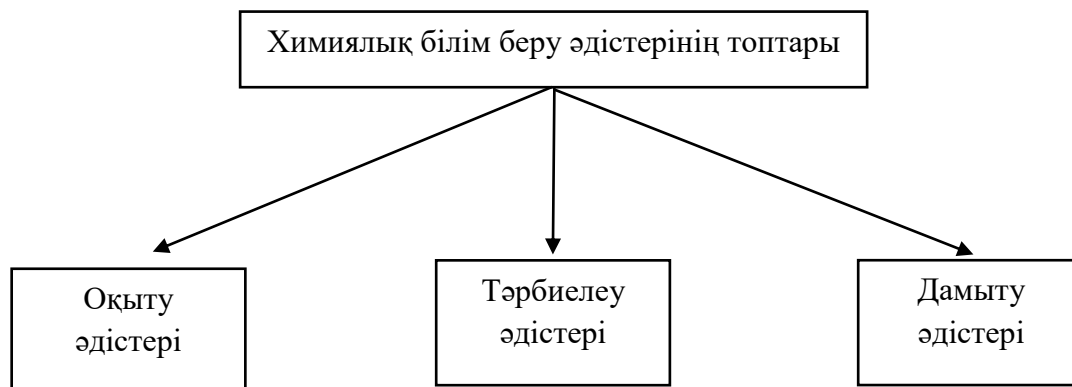 Химиялық білім беру әдістерінің топтары
Оқыту
әдістері
Тәрбиелеу
әдістері
Дамыту
әдістері